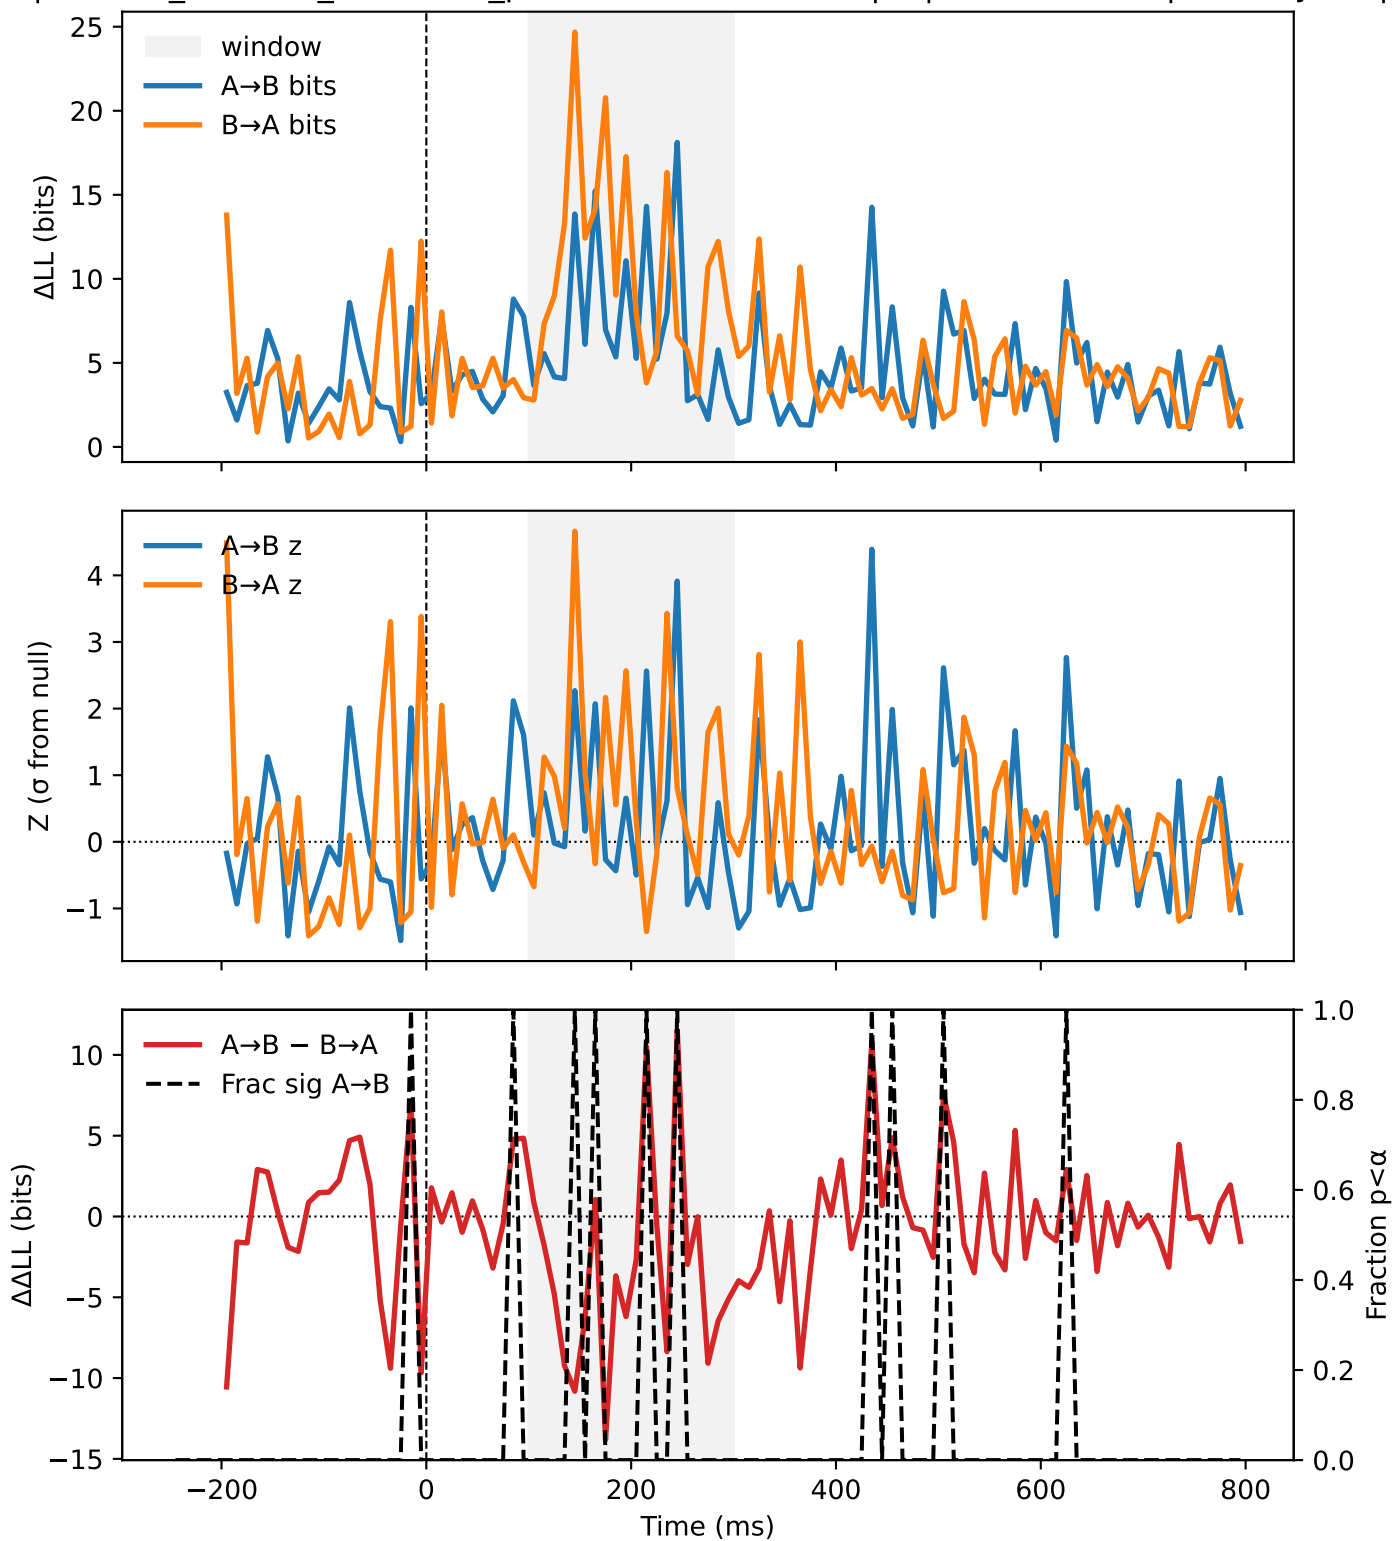 25
20
15
10
5
0
ΔLL (bits)
window
A→B bits
B→A bits
4
3
2
1
0
−1
Z (σ from null)
A→B z
B→A z
10
5
0
−5
−10
−15
ΔΔLL (bits)
A→B − B→A
Frac sig A→B
1.0
0.8
0.6
0.4
0.2
0.0
Fraction p<α
−200 0 200 400 600 800
Time (ms)